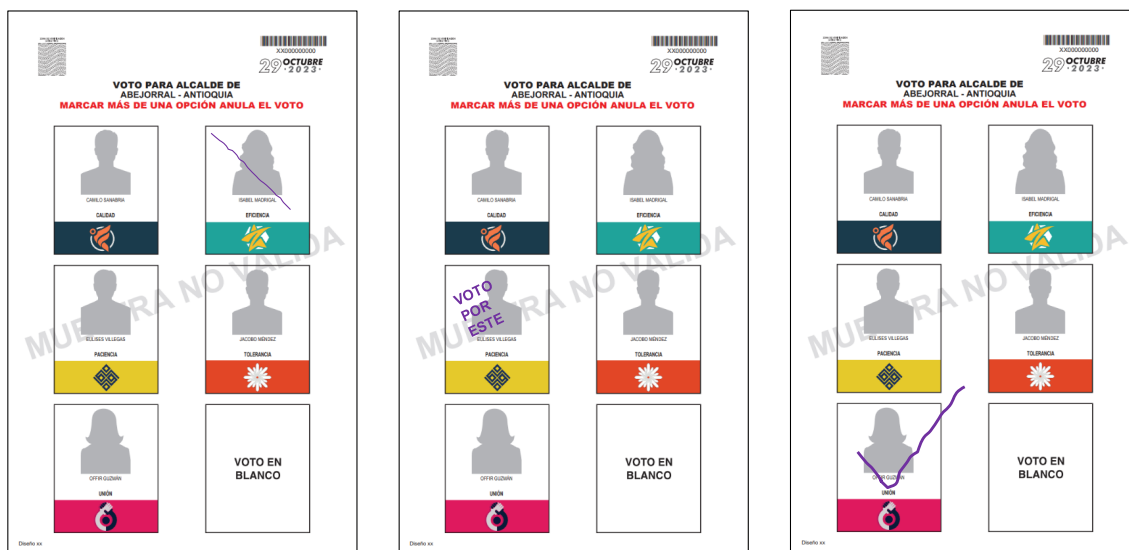 XX000000000
29 OCTUBRE
·2023·
VOTO PARA ALCALDE DE
ABEJORRAL - ANTIOQUIA
MARCAR MÁS DE UNA OPCIÓN ANULA EL VOTO
CAMILO SANABRIA
CALIDAD
ISABEL MADRIGAL
EFICIENCIA
MUESTRA NO VÁLIDA
EULISES VILLEGAS
PACIENCIA
JACOBO MÉNDEZ
TOLERANCIA
OFFIR GUZMÁN
UNIÓN
VOTO EN
BLANCO
Diseño xx
XX000000000
29 OCTUBRE
·2023·
VOTO PARA ALCALDE DE
ABEJORRAL - ANTIOQUIA
MARCAR MÁS DE UNA OPCIÓN ANULA EL VOTO
CAMILO SANABRIA
CALIDAD
ISABEL MADRIGAL
EFICIENCIA
MUESTRA NO VÁLIDA
VOTO
POR
ESTE
EULISES VILLEGAS
PACIENCIA
JACOBO MÉNDEZ
TOLERANCIA
OFFIR GUZMÁN
UNIÓN
VOTO EN
BLANCO
Diseño xx
XX000000000
29 OCTUBRE
·2023·
VOTO PARA ALCALDE DE
ABEJORRAL - ANTIOQUIA
MARCAR MÁS DE UNA OPCIÓN ANULA EL VOTO
CAMILO SANABRIA
CALIDAD
ISABEL MADRIGAL
EFICIENCIA
MUESTRA NO VÁLIDA
EULISES VILLEGAS
PACIENCIA
JACOBO MÉNDEZ
TOLERANCIA
OFFIR GUZMÁN
UNIÓN
VOTO EN
BLANCO
Diseño xx